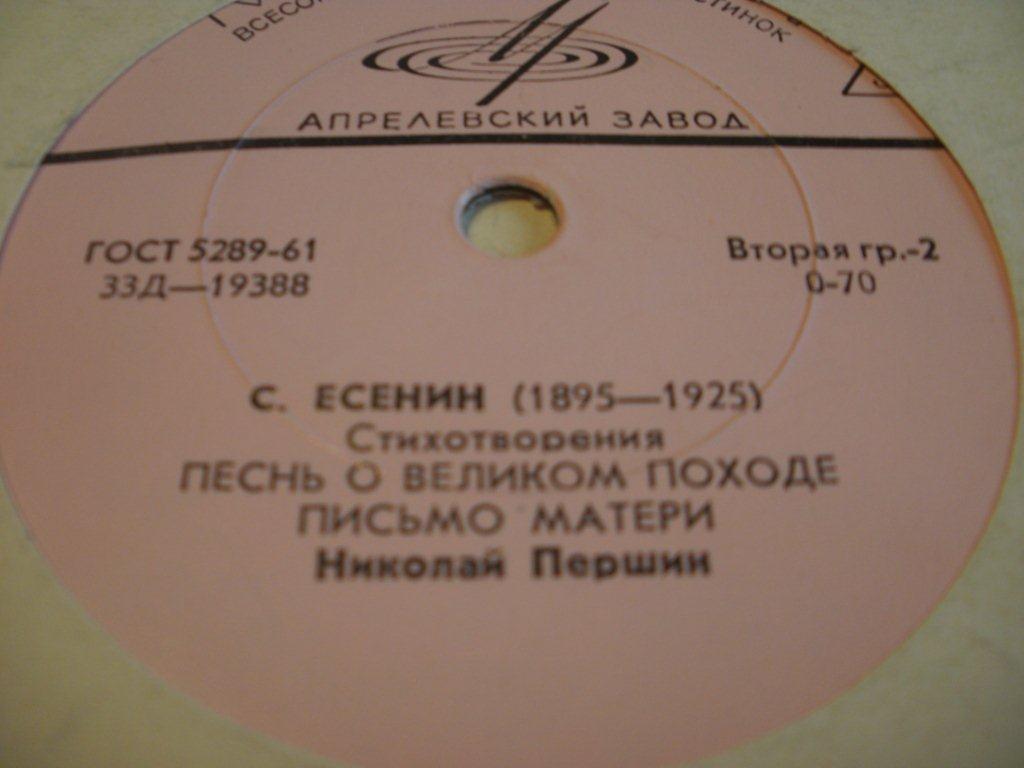 АПРЕЛЕВСКИЙ ЗАВОД
ГОСТ 5289-61
33Д—19388
Вторая гр.-2
0-70
С. ЕСЕНИН (1895—1925)
Стихотворения
ПЕСНЬ О ВЕЛИКОМ ПОХОДЕ
ПИСЬМО МАТЕРИ
Николай Першин